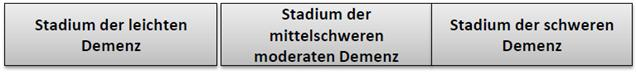 Stadium der leichten
Demenz
Stadium der
mittelschweren
moderaten Demenz
Stadium der schweren
Demenz